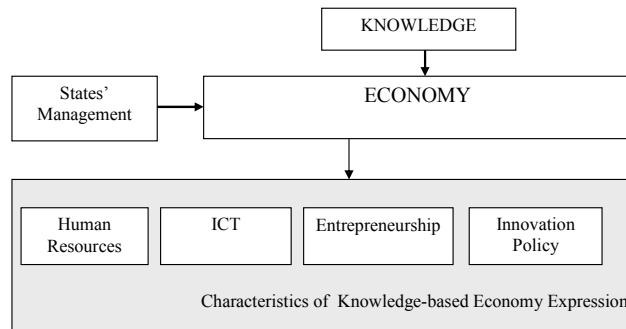 KNOWLEDGE
States’
Management
ECONOMY
Human
Resources
ICT
Entrepreneurship
Innovation
Policy
Characteristics of Knowledge-based Economy Expression